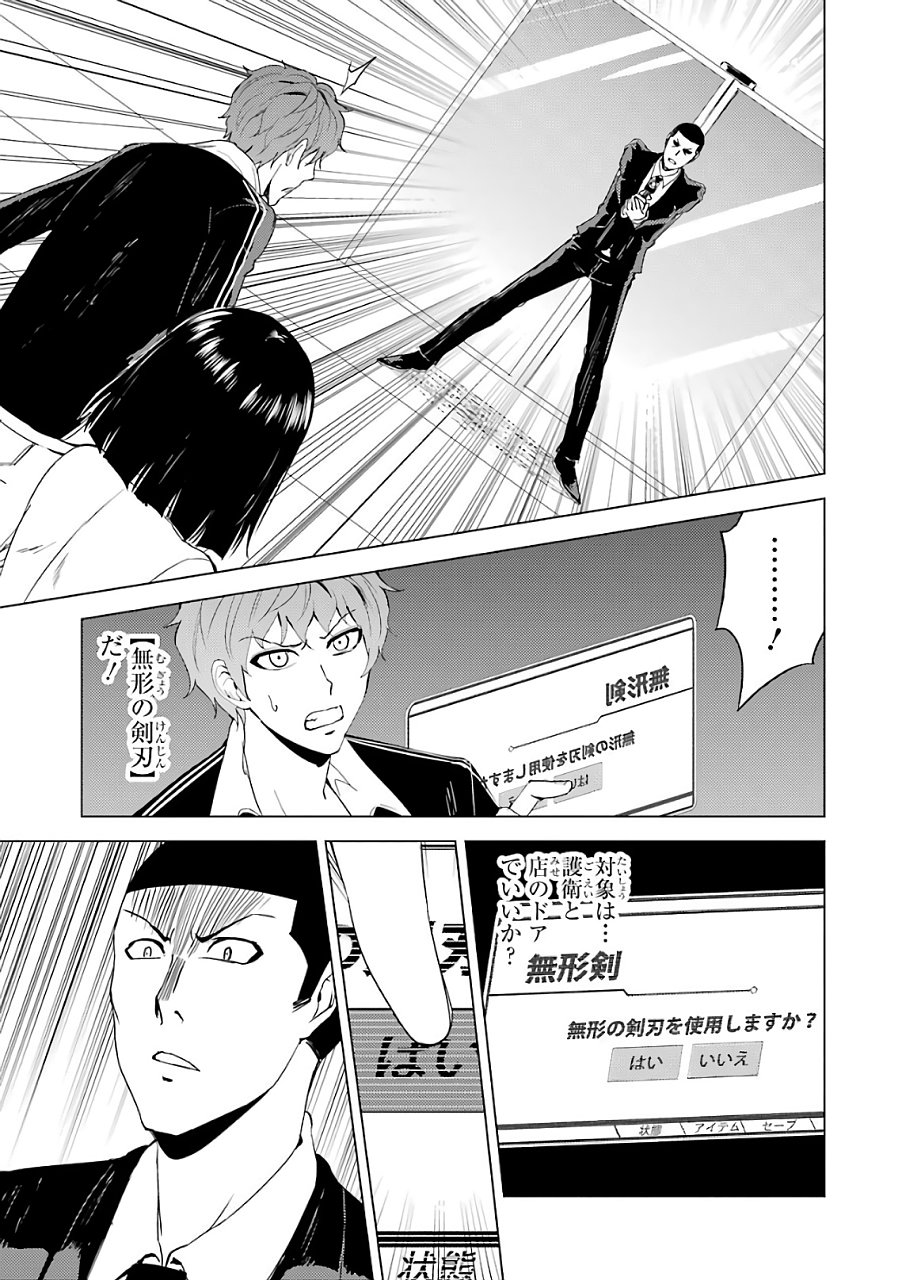 ………!
【無形の剣刃】
だ!
無形剣
無形の剣刃を使用しますか?
はい
対象は…
護衛と
店のドア
でいいか?
無形剣
無形の剣刃を使用しますか?
はい
いいえ
状態
アイテム
セーブ
はい
状態